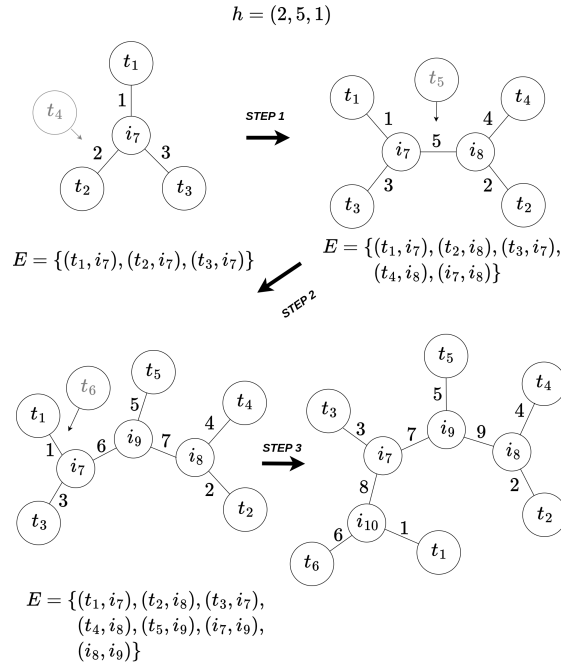 h = (2, 5, 1)
t₁
t₄
1
i₇
2
3
t₂
t₃
STEP 1
t₅
t₁
t₄
1
4
i₇
5
i₈
3
2
t₃
t₂
E = {(t₁, i₇), (t₂, i₇), (t₃, i₇)}
E = {(t₁, i₇), (t₂, i₈), (t₃, i₇),
(t₄, i₈), (i₇, i₈)}
STEP 2
t₆
t₅
t₁
t₄
5
4
1
i₉
6
7
i₇
i₈
3
2
t₃
t₂
STEP 3
t₅
t₄
t₃
5
4
3
7
i₉
9
i₇
i₈
8
2
i₁₀
t₂
6
1
t₆
t₁
E = {(t₁, i₇), (t₂, i₈), (t₃, i₇),
(t₄, i₈), (t₅, i₉), (i₇, i₉),
(i₈, i₉)}